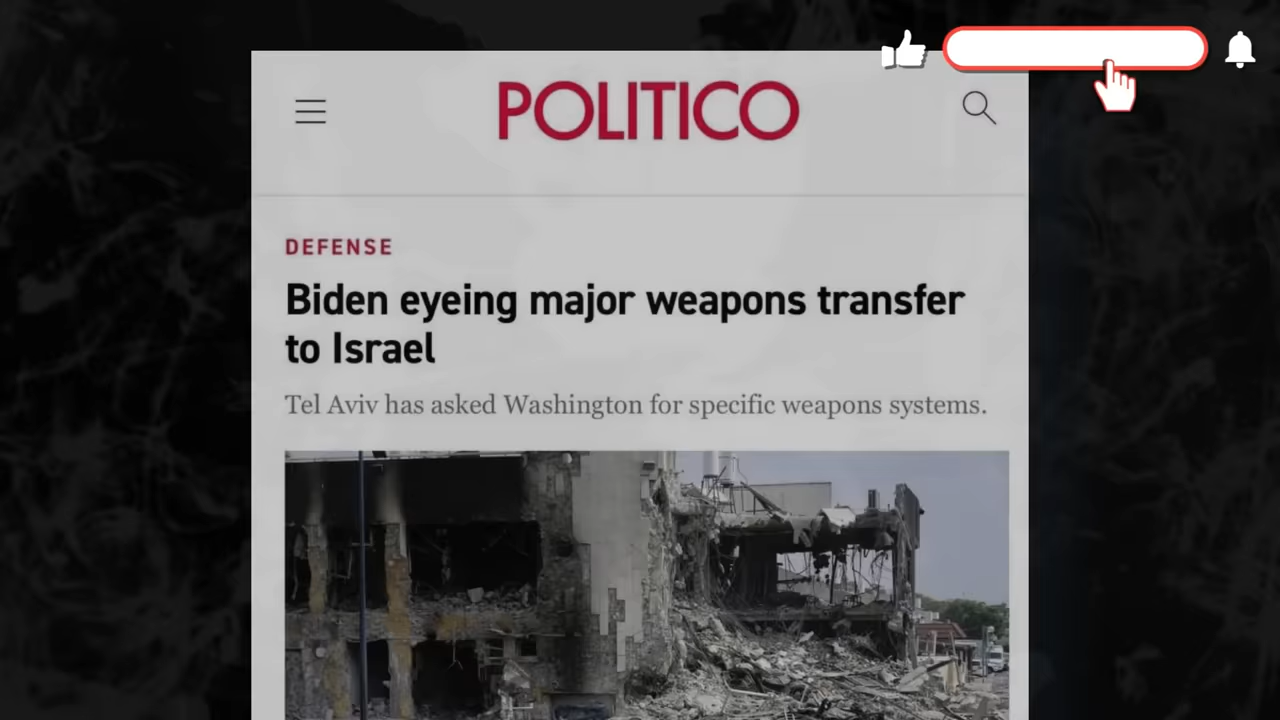 POLITICO
DEFENSE
Biden eyeing major weapons transfer
to Israel
Tel Aviv has asked Washington for specific weapons systems.